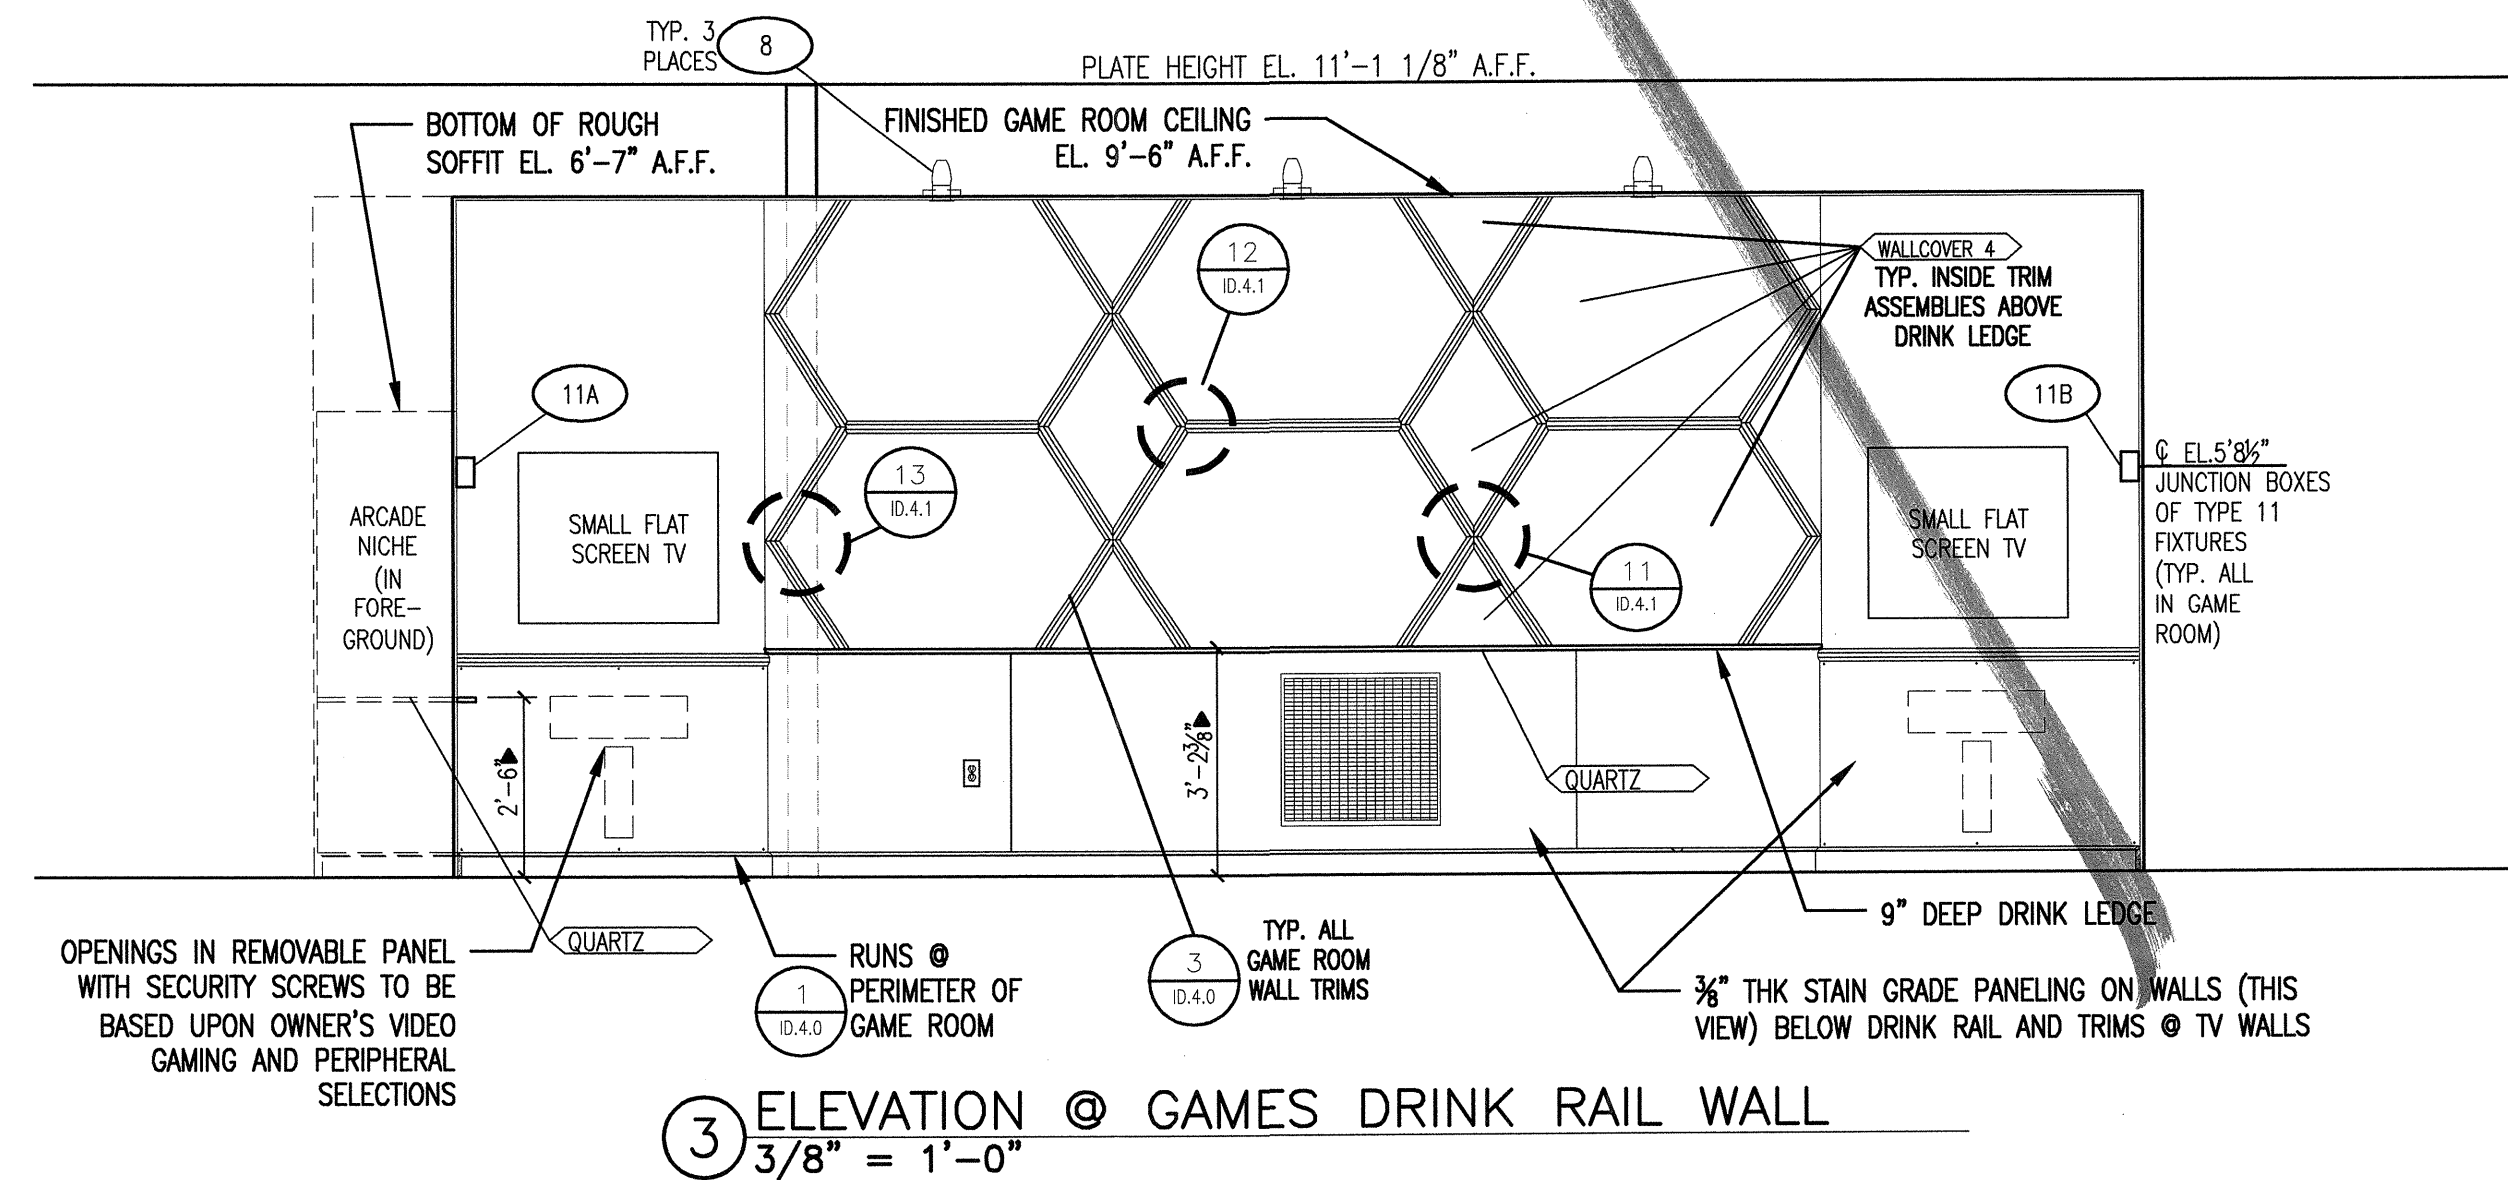 TYP. 3
PLACES
8
PLATE HEIGHT EL. 11'-1 1/8" A.F.F.
BOTTOM OF ROUGH
SOFFIT EL. 6'-7" A.F.F.
FINISHED GAME ROOM CEILING
EL. 9'-6" A.F.F.
12
ID.4.1
WALLCOVER 4
TYP. INSIDE TRIM
ASSEMBLIES ABOVE
DRINK LEDGE
11A
11B
13
ID.4.1
℄ EL.5'8½"
JUNCTION BOXES
OF TYPE 11
FIXTURES
(TYP. ALL
IN GAME
ROOM)
ARCADE
NICHE
(IN
FORE-
GROUND)
SMALL FLAT
SCREEN TV
SMALL FLAT
SCREEN TV
11
ID.4.1
2'-6"
3'-2⅜"
QUARTZ
9" DEEP DRINK LEDGE
OPENINGS IN REMOVABLE PANEL
WITH SECURITY SCREWS TO BE
BASED UPON OWNER'S VIDEO
GAMING AND PERIPHERAL
SELECTIONS
QUARTZ
RUNS @
PERIMETER OF
GAME ROOM
1
ID.4.0
3
ID.4.0
TYP. ALL
GAME ROOM
WALL TRIMS
⅜" THK STAIN GRADE PANELING ON WALLS (THIS
VIEW) BELOW DRINK RAIL AND TRIMS @ TV WALLS
3
ELEVATION @ GAMES DRINK RAIL WALL
3/8" = 1'-0"